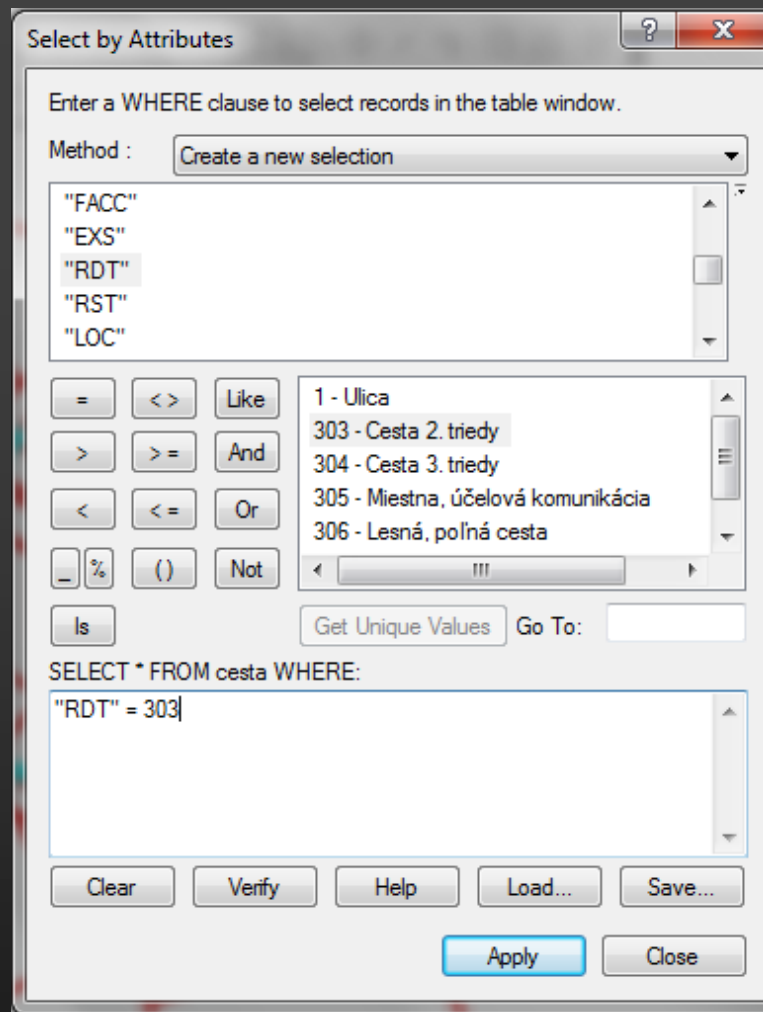 Select by Attributes
?
X
Enter a WHERE clause to select records in the table window.
Method : Create a new selection
"FACC"
"EXS"
"RDT"
"RST"
"LOC"
= < > Like
> > = And
< < = Or
_ % () Not
Is
1 - Ulica
303 - Cesta 2. triedy
304 - Cesta 3. triedy
305 - Miestna, účelová komunikácia
306 - Lesná, poľná cesta
Get Unique Values Go To:
SELECT * FROM cesta WHERE:
"RDT" = 303
Clear Verify Help Load... Save...
Apply Close